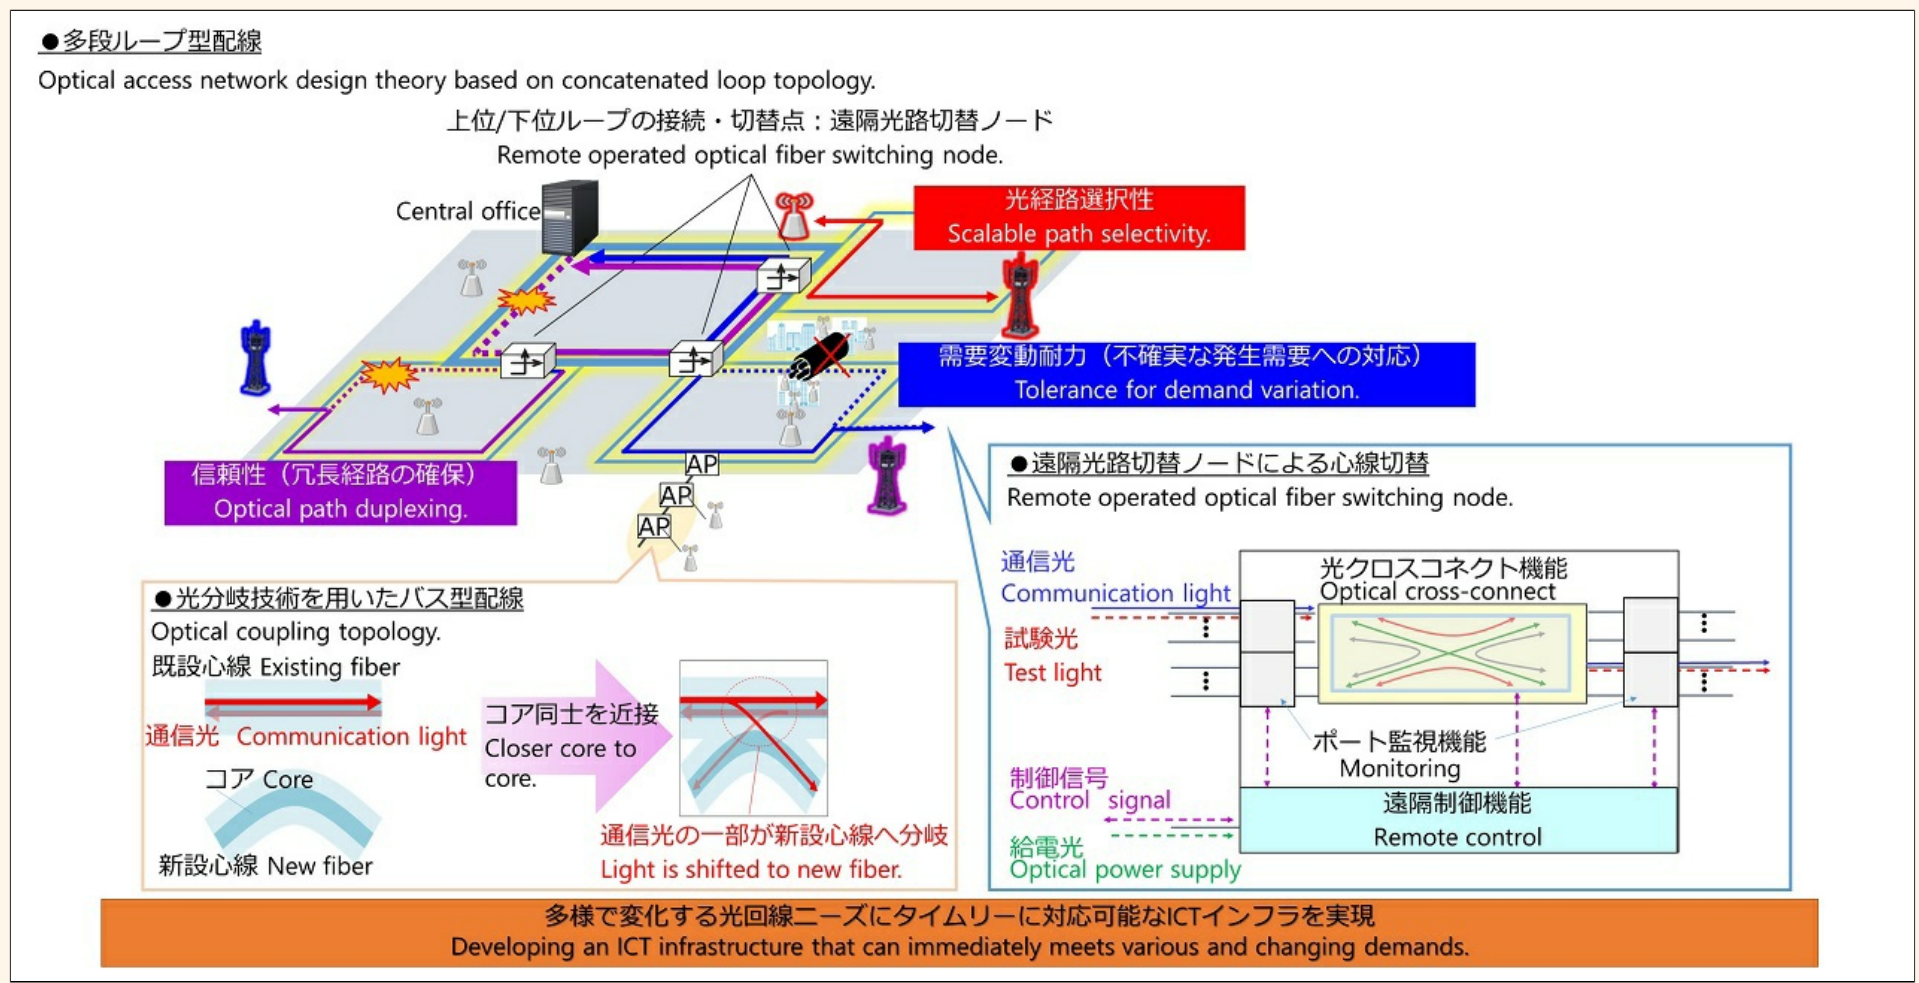 ●多段ループ型配線
Optical access network design theory based on concatenated loop topology.
上位/下位ループの接続・切替点：遠隔光路切替ノード
Remote operated optical fiber switching node.
Central office
光経路選択性
Scalable path selectivity.
需要変動耐力（不確実な発生需要への対応）
Tolerance for demand variation.
信頼性（冗長経路の確保）
Optical path duplexing.
AP
AP
AP
●光分岐技術を用いたバス型配線
Optical coupling topology.
既設心線 Existing fiber
通信光 Communication light
コア Core
新設心線 New fiber
コア同士を近接
Closer core to
core.
通信光の一部が新設心線へ分岐
Light is shifted to new fiber.
●遠隔光路切替ノードによる心線切替
Remote operated optical fiber switching node.
通信光
Communication light
試験光
Test light
光クロスコネクト機能
Optical cross-connect
ポート監視機能
Monitoring
制御信号
Control signal
給電光
Optical power supply
遠隔制御機能
Remote control
多様で変化する光回線ニーズにタイムリーに対応可能なICTインフラを実現
Developing an ICT infrastructure that can immediately meets various and changing demands.